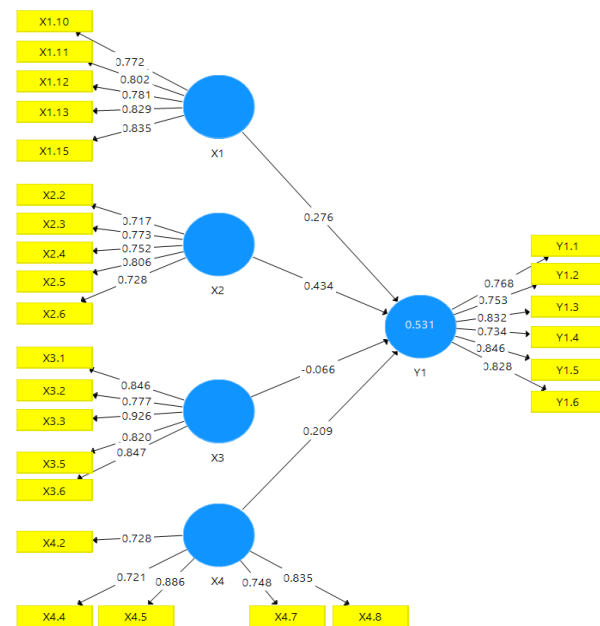 X1.10
X1.11
X1.12
X1.13
X1.15
0.772
0.802
0.781
0.829
0.835
X1
0.276
X2.2
X2.3
X2.4
X2.5
X2.6
0.717
0.773
0.752
0.806
0.728
X2
0.434
X3.1
X3.2
X3.3
X3.5
X3.6
0.846
0.777
0.926
0.820
0.847
X3
-0.066
X4.2
0.728
X4.4
0.721
X4.5
0.886
X4.7
0.748
X4.8
0.835
X4
0.209
0.531
Y1
0.768
0.753
0.832
0.734
0.846
0.828
Y1.1
Y1.2
Y1.3
Y1.4
Y1.5
Y1.6